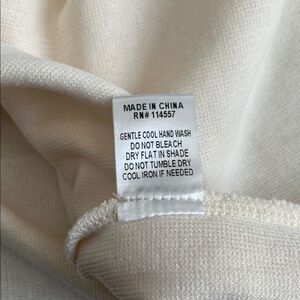 MADE IN CHINA
RN# 114557
GENTLE COOL HAND WASH
DO NOT BLEACH
DRY FLAT IN SHADE
DO NOT TUMBLE DRY
COOL IRON IF NEEDED